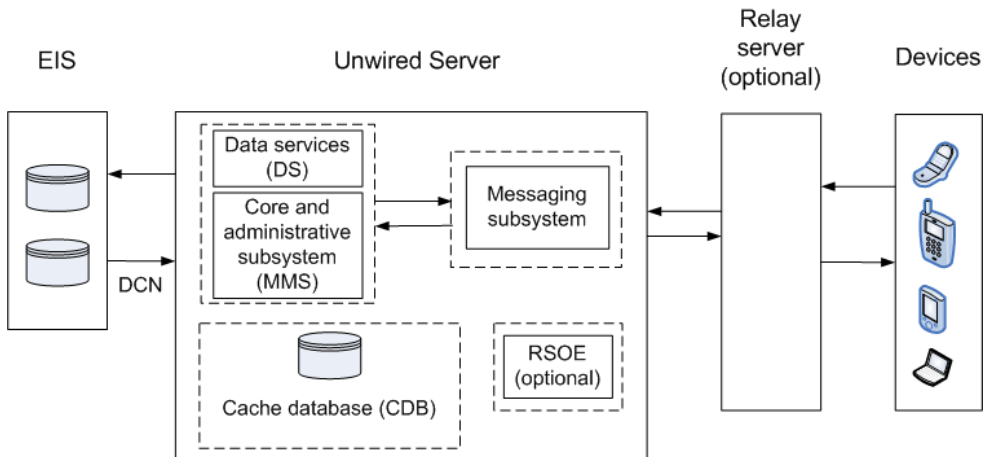 EIS
Unwired Server
Relay
server
(optional)
Devices
Data services
(DS)
Core and
administrative
subsystem
(MMS)
Messaging
subsystem
DCN
Cache database (CDB)
RSOE
(optional)